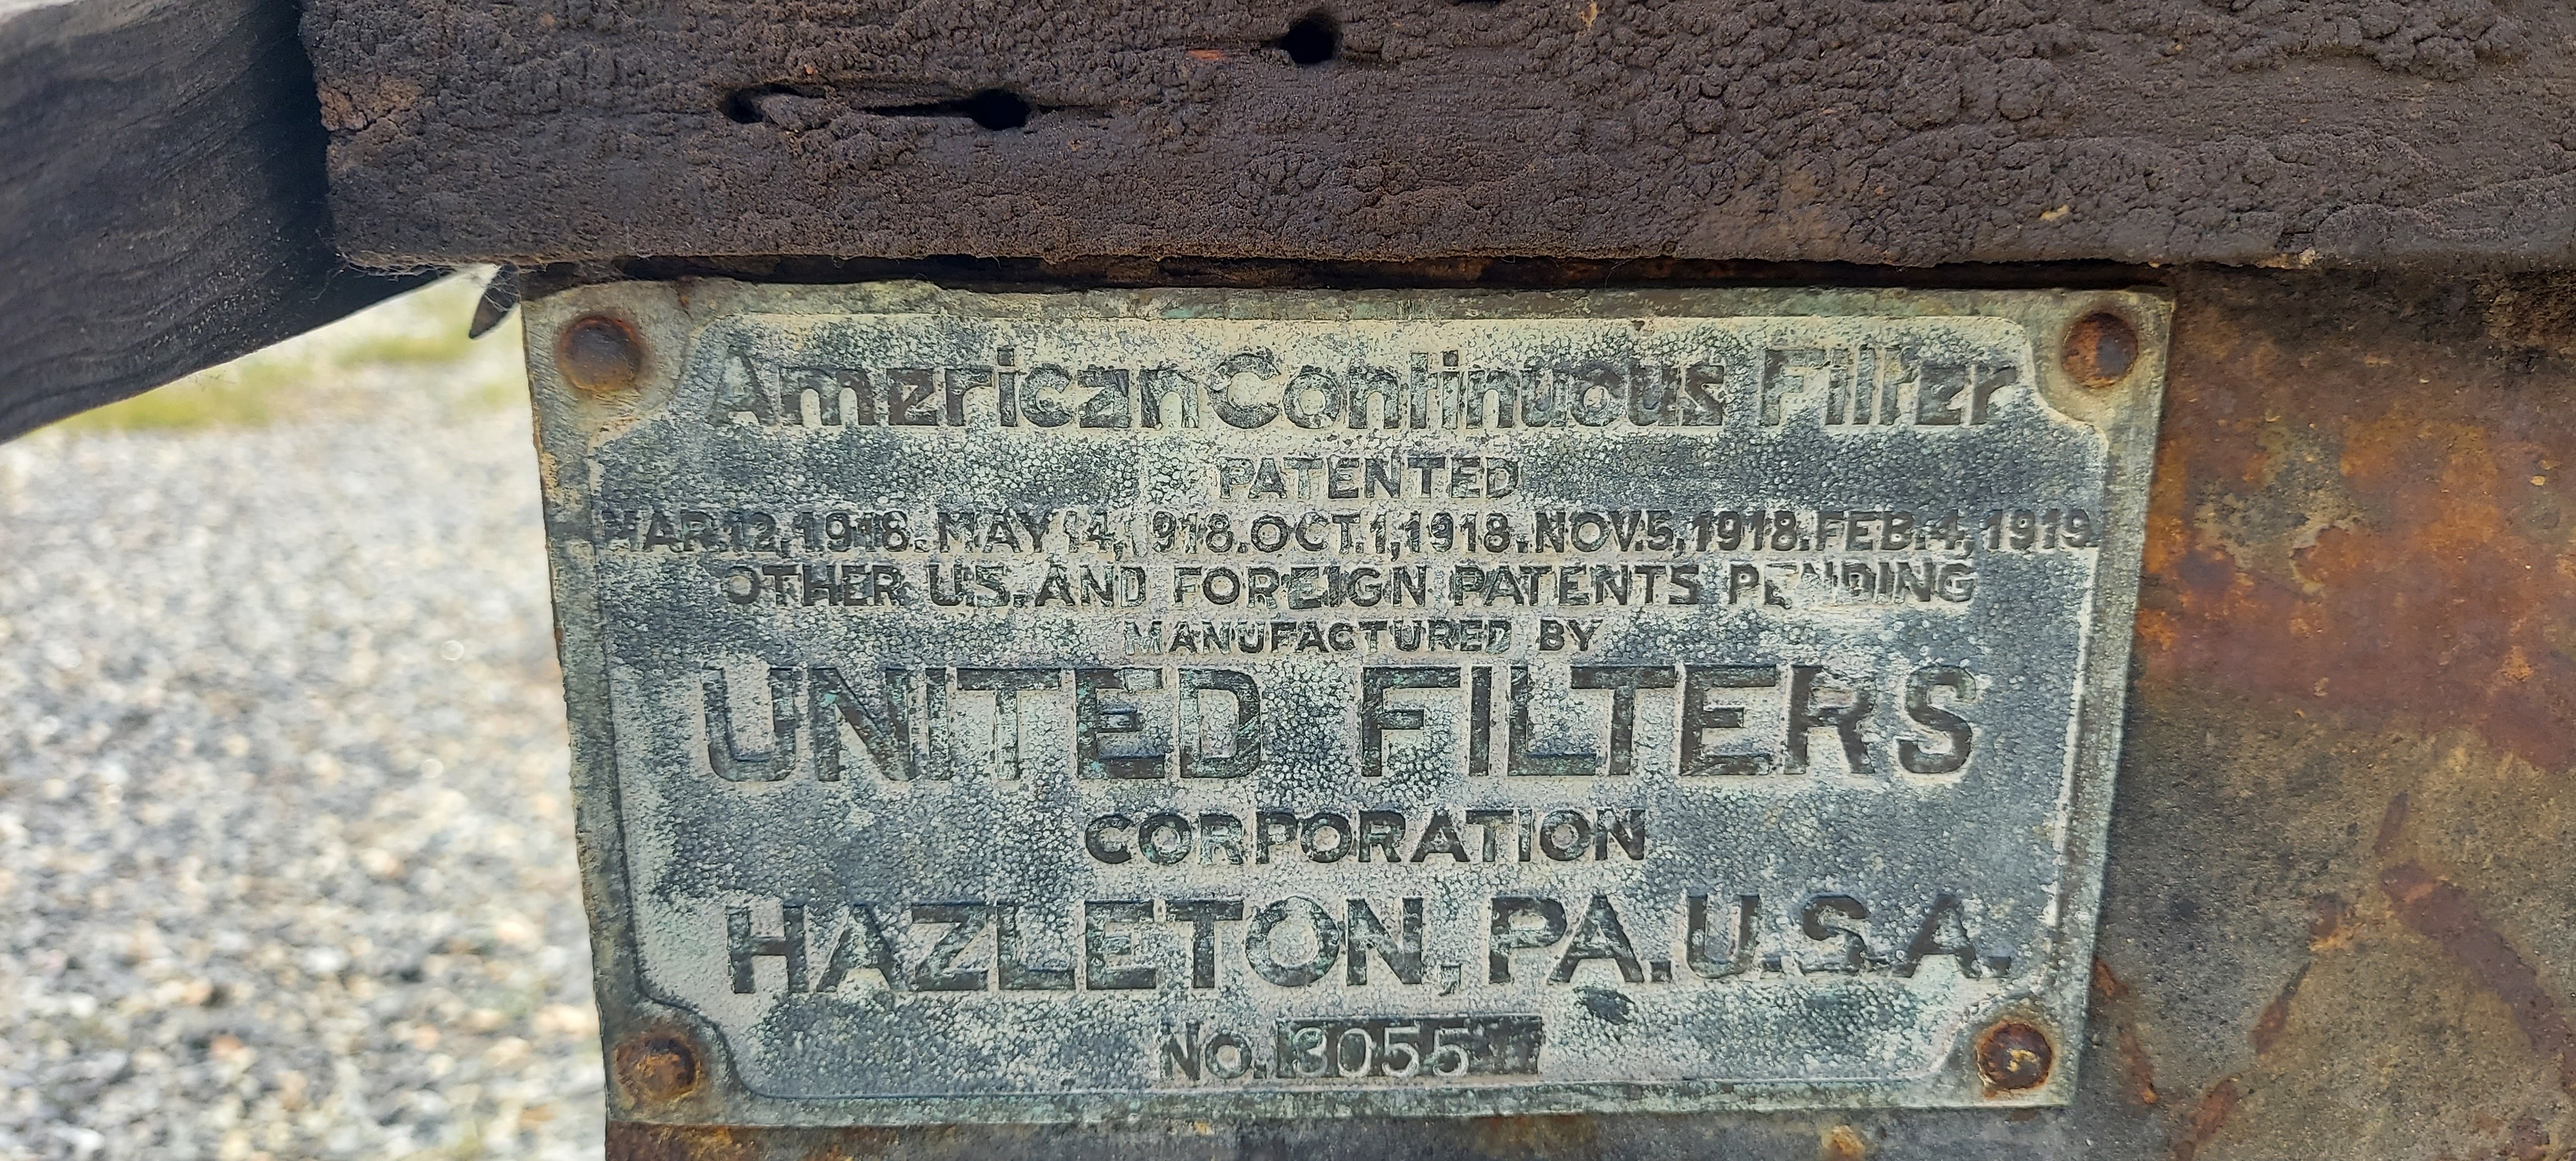 American Continuous Filter
PATENTED
MAR.12,1918. MAY 14,1918.OCT.1,1918.NOV.5,1918.FEB.4,1919.
OTHER U.S. AND FOREIGN PATENTS PENDING
MANUFACTURED BY
UNITED FILTERS
CORPORATION
HAZLETON, PA.U.S.A.
NO. 3055